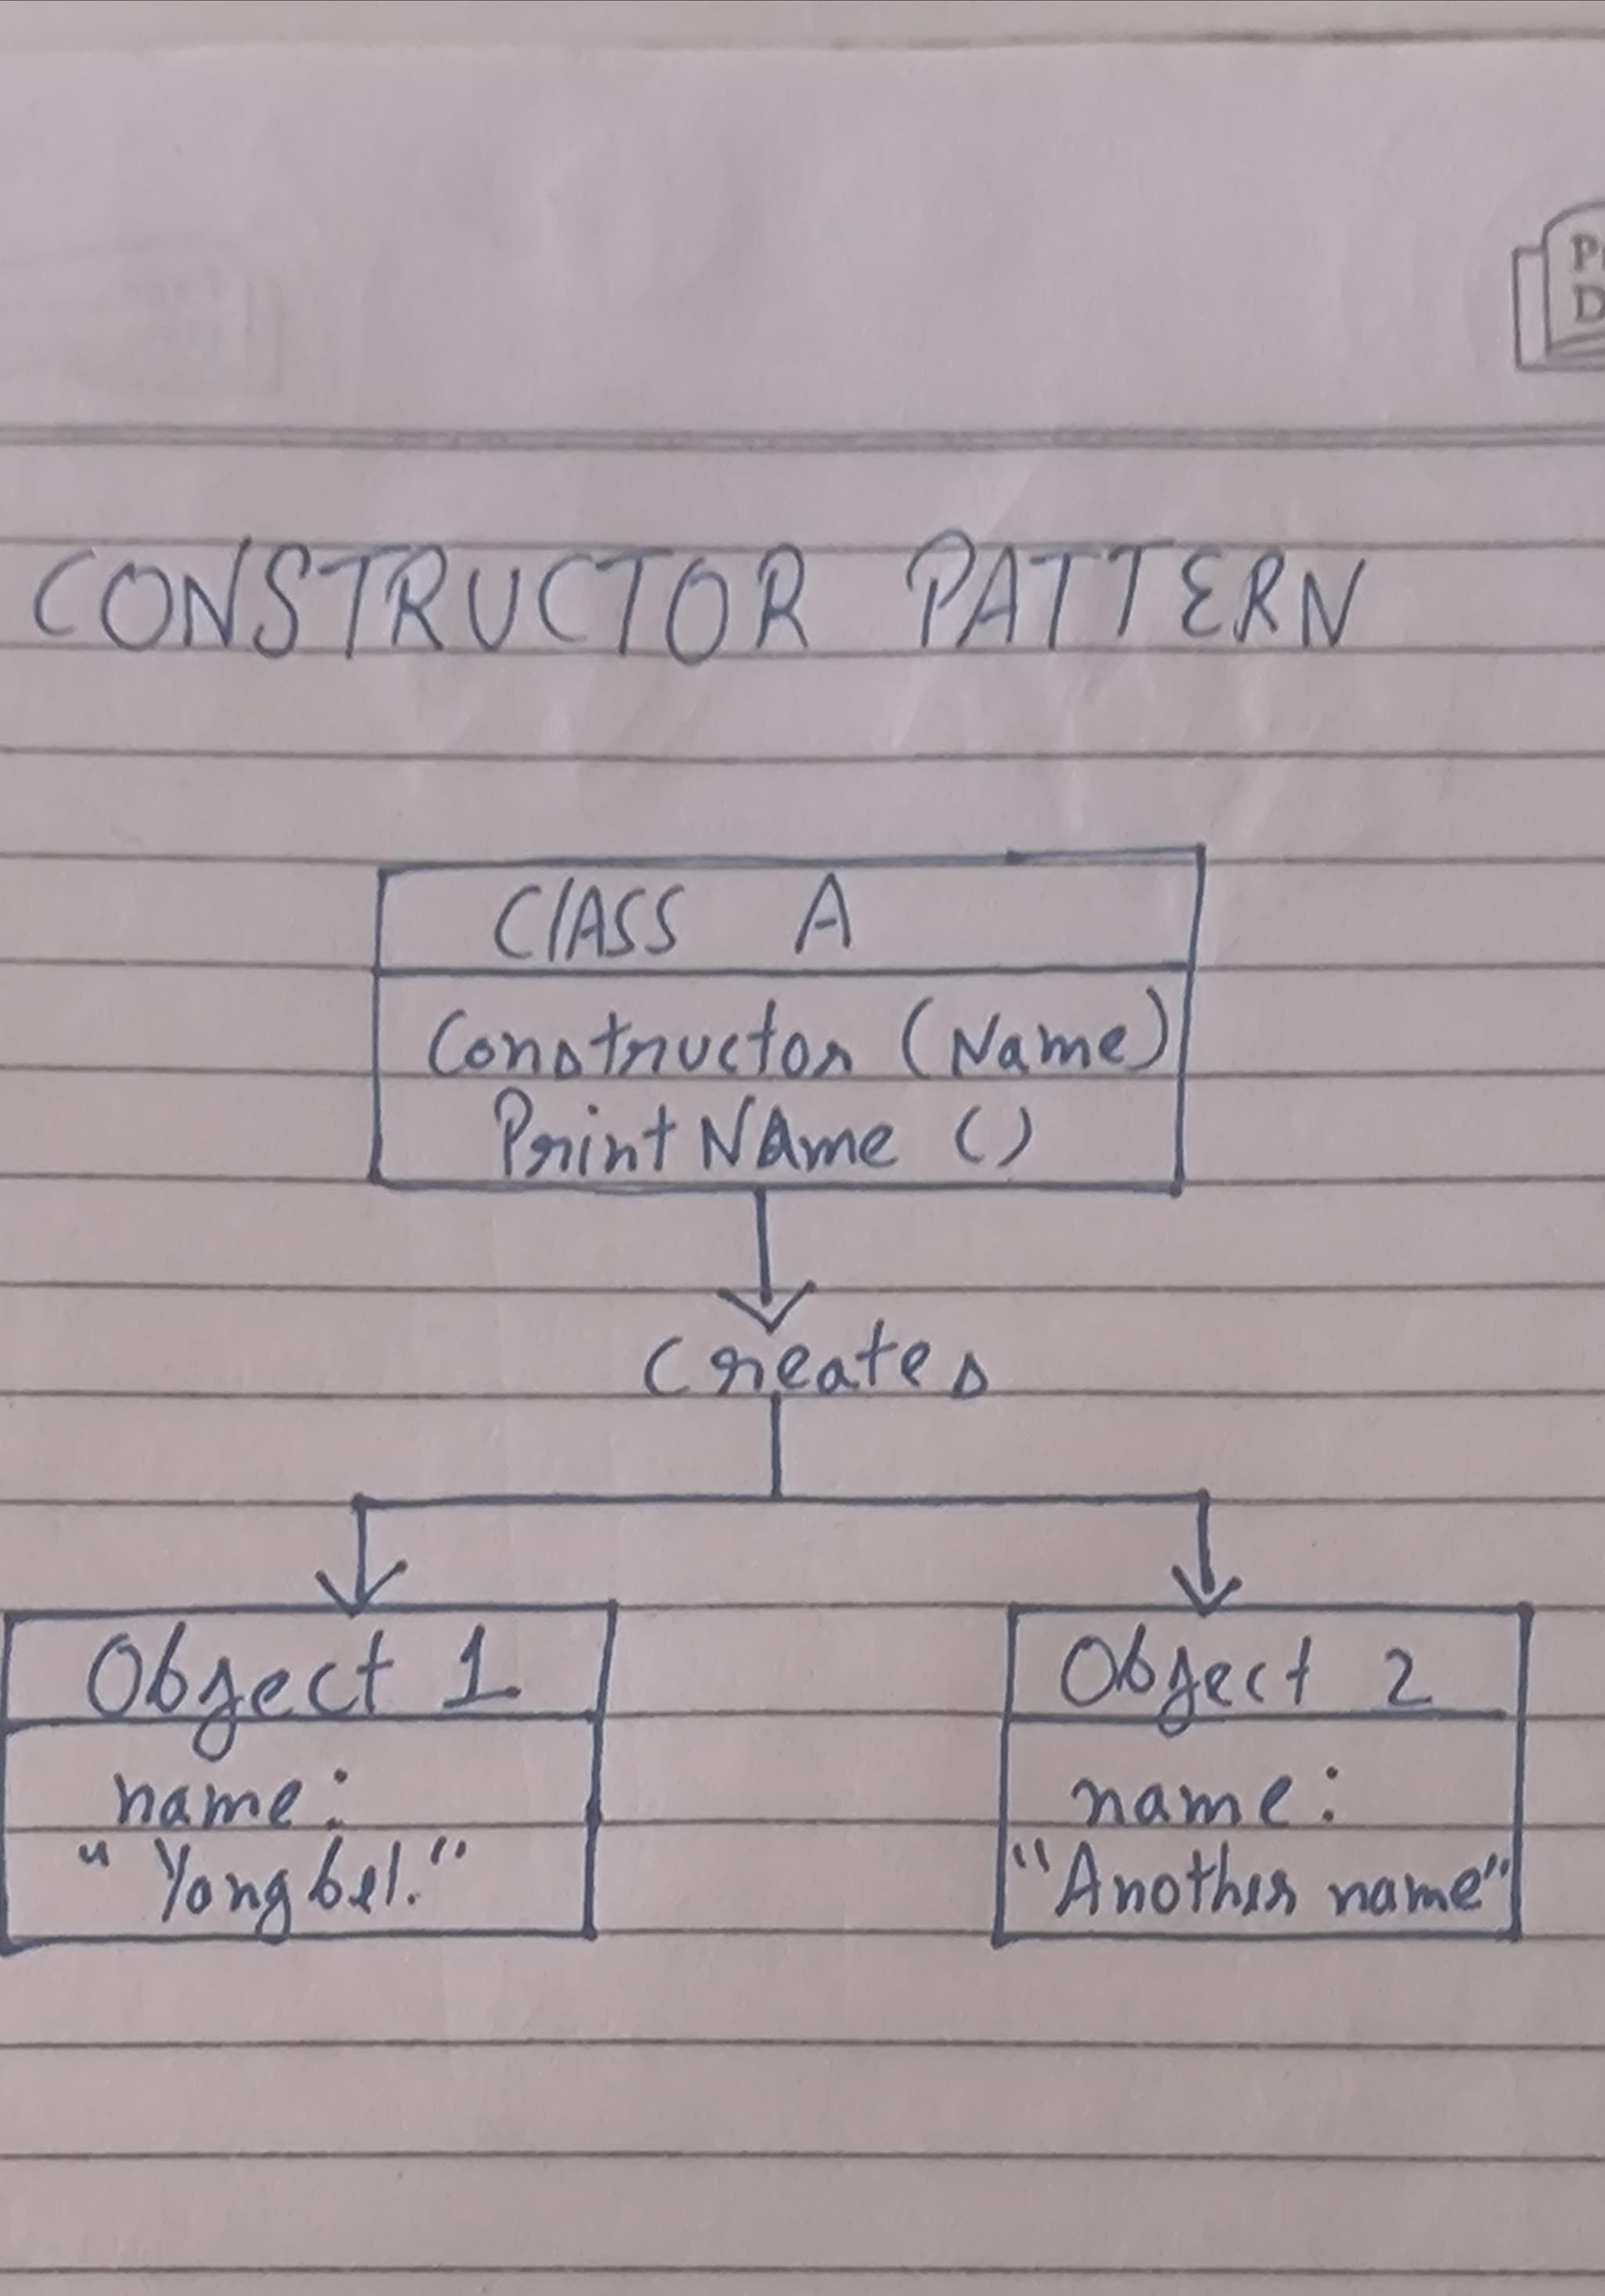 CONSTRUCTOR PATTERN
ClASS A
Constructor (Name)
PrintNAme ()
Creates
Object 1
name:
"Yongbel."
Object 2
name:
"Another name"